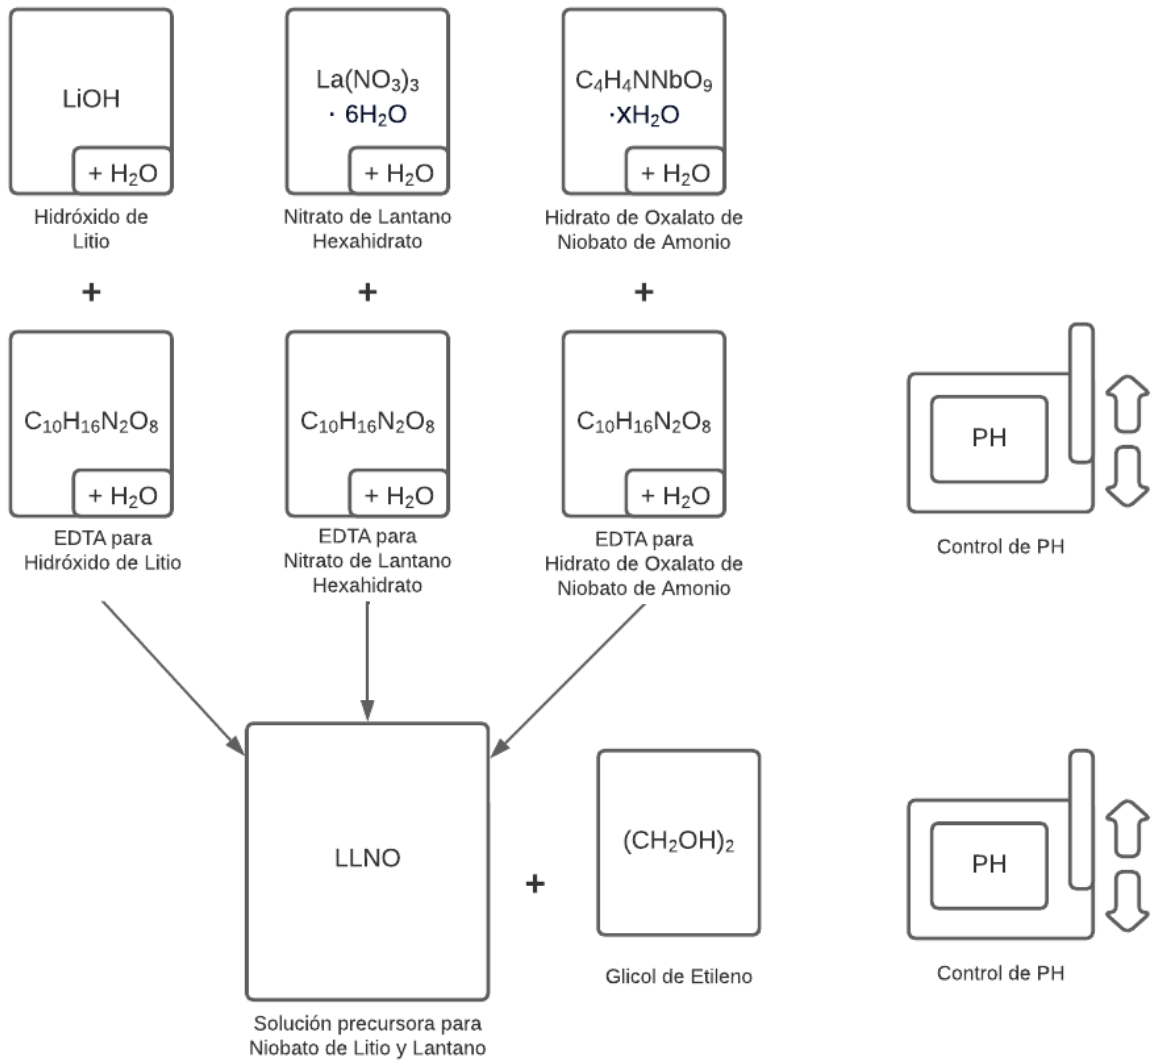 LiOH
+ H₂O
Hidróxido de
Litio
La(NO₃)₃
· 6H₂O
+ H₂O
Nitrato de Lantano
Hexahidrato
C₄H₄NNbO₉
·xH₂O
+ H₂O
Hidrato de Oxalato de
Niobato de Amonio
+
+
+
C₁₀H₁₆N₂O₈
+ H₂O
EDTA para
Hidróxido de Litio
C₁₀H₁₆N₂O₈
+ H₂O
EDTA para
Nitrato de Lantano
Hexahidrato
C₁₀H₁₆N₂O₈
+ H₂O
EDTA para
Hidrato de Oxalato de
Niobato de Amonio
PH
Control de PH
LLNO
Solución precursora para
Niobato de Litio y Lantano
+
(CH₂OH)₂
Glicol de Etileno
PH
Control de PH